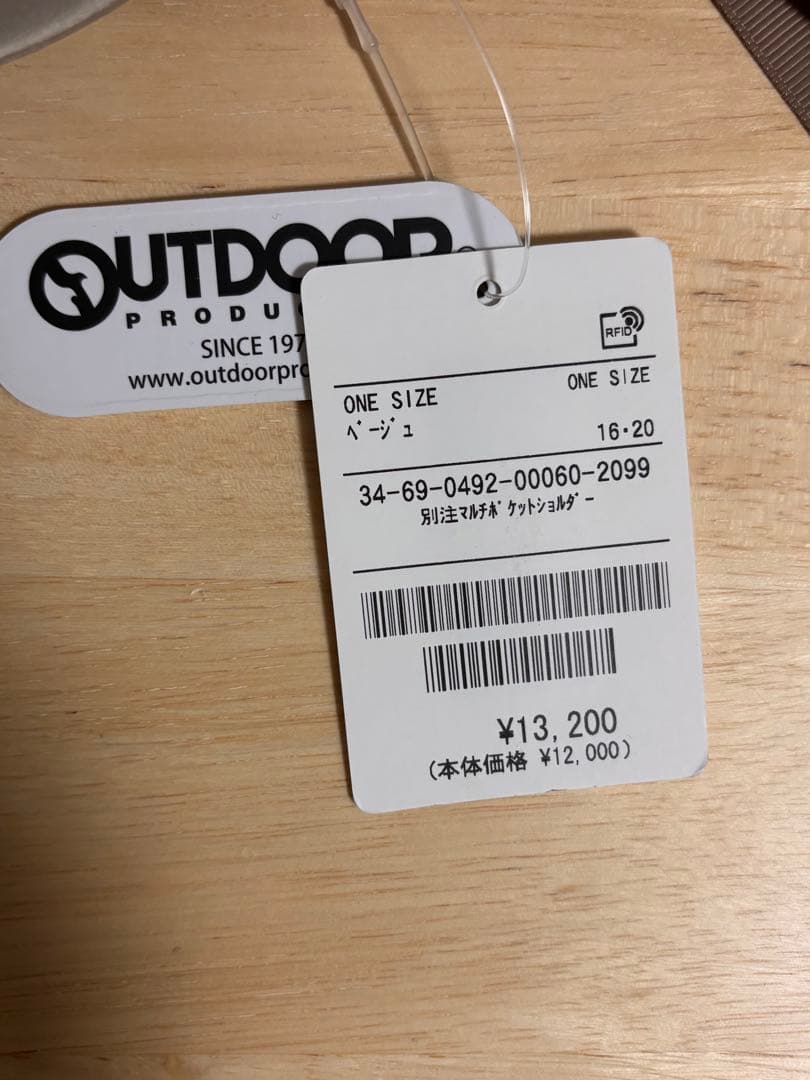 OUTDOOR
PRODU
SINCE 197
www.outdoorpro
RFID
ONE SIZE ONE SIZE
ﾍﾞｰｼﾞｭ 16・20
34-69-0492-00060-2099
別注ﾏﾙﾁﾎﾟｹｯﾄｼｮﾙﾀﾞｰ
¥13,200
(本体価格 ¥12,000)